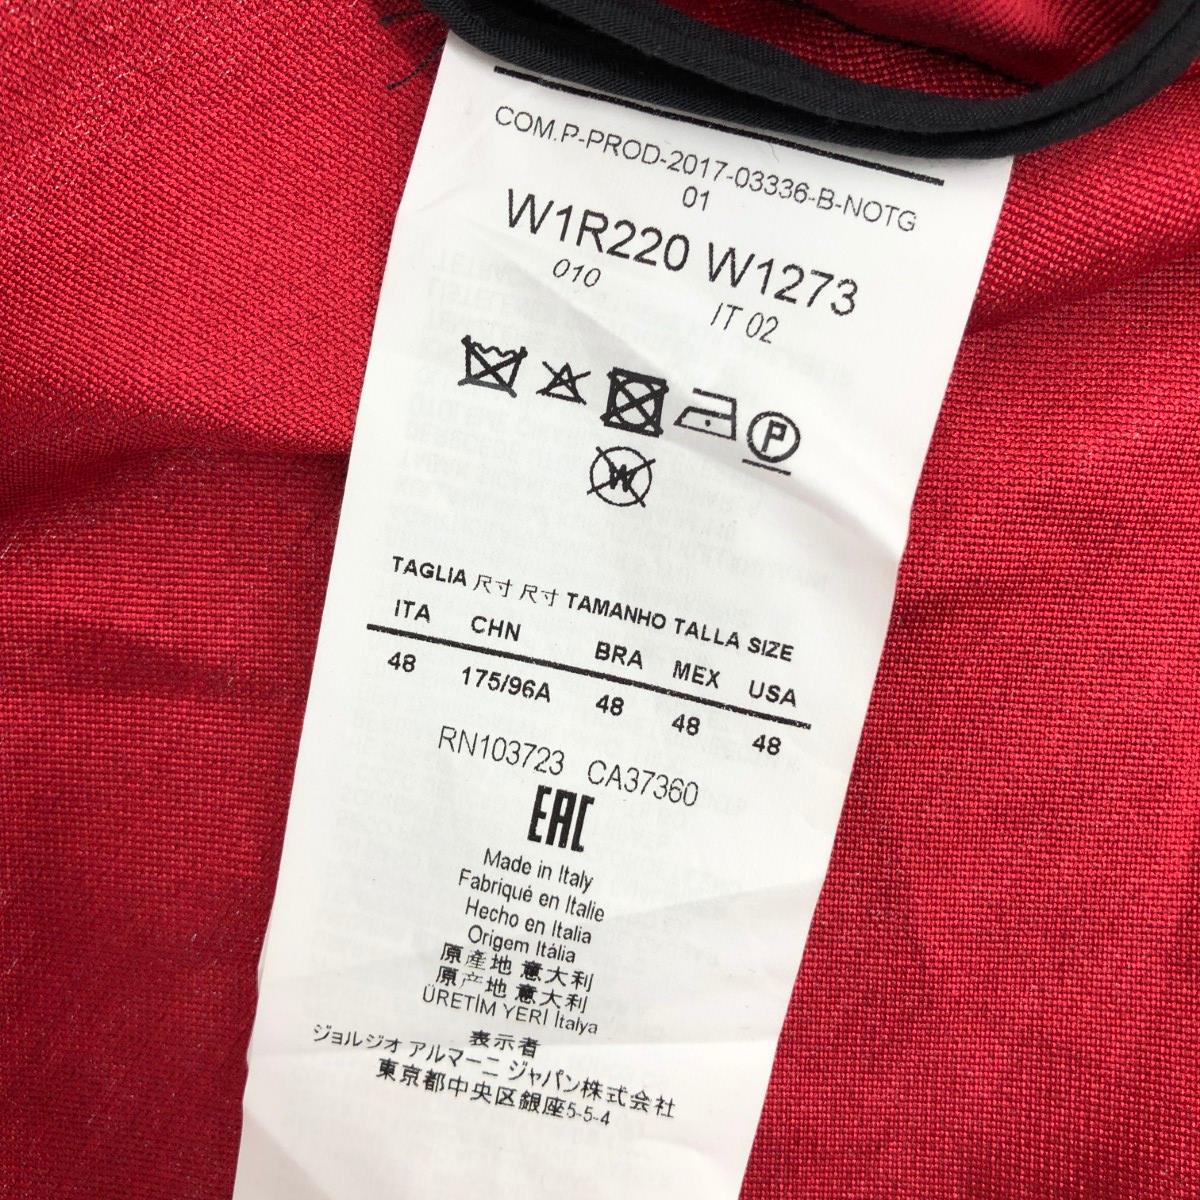 COM.P-PROD-2017-03336-B-NOTG
01
W1R220 W1273
010 IT 02
P
W
TAGLIA 尺寸 尺寸 TAMANHO TALLA SIZE
ITA CHN BRA MEX USA
48 175/96A 48 48 48
RN103723 CA37360
EAC
Made in Italy
Fabriqué en Italie
Hecho en Italia
Origem Itália
原產地 意大利
原产地 意大利
ÜRETİM YERİ İtalya
表示者
ジョルジオ アルマーニ ジャパン株式会社
東京都中央区銀座5-5-4